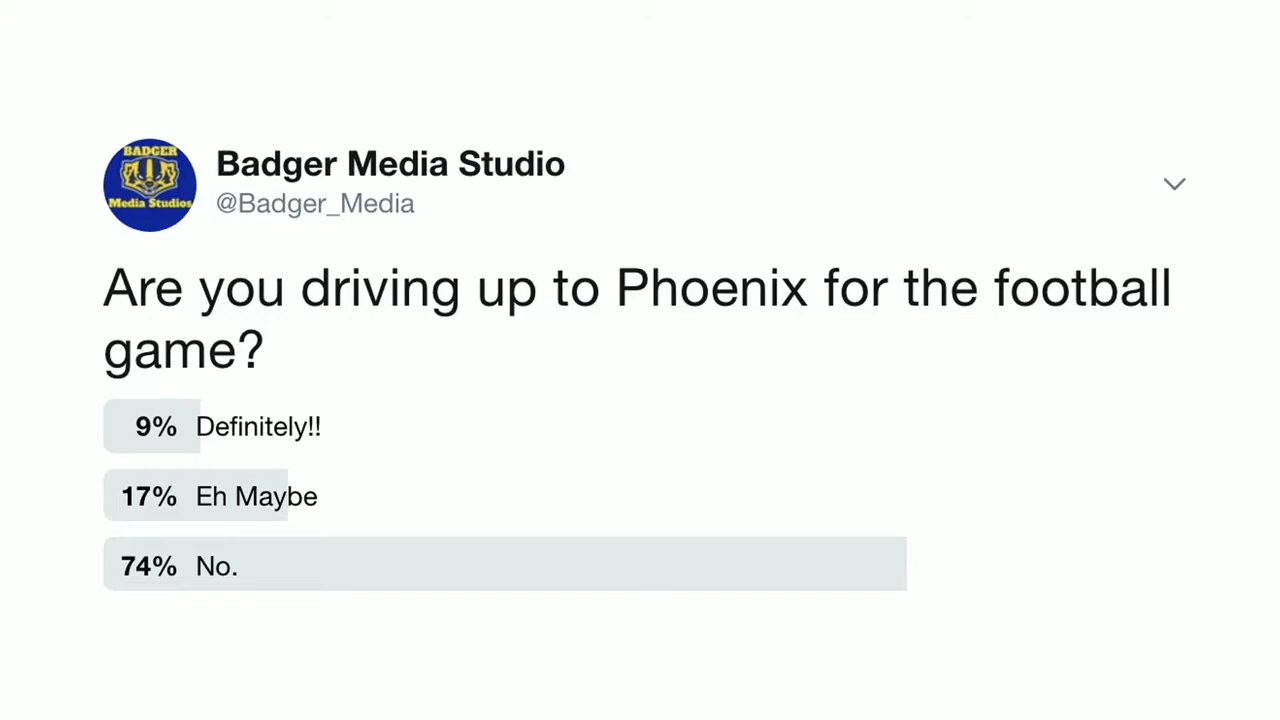 BADGER
Media Studios
Badger Media Studio
@Badger_Media
Are you driving up to Phoenix for the football
game?
9% Definitely!!
17% Eh Maybe
74% No.